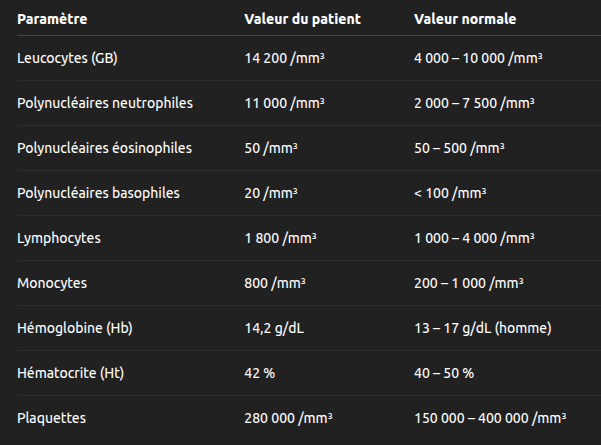 Paramètre Valeur du patient Valeur normale
Leucocytes (GB) 14 200 /mm³ 4 000 – 10 000 /mm³
Polynucléaires neutrophiles 11 000 /mm³ 2 000 – 7 500 /mm³
Polynucléaires éosinophiles 50 /mm³ 50 – 500 /mm³
Polynucléaires basophiles 20 /mm³ < 100 /mm³
Lymphocytes 1 800 /mm³ 1 000 – 4 000 /mm³
Monocytes 800 /mm³ 200 – 1 000 /mm³
Hémoglobine (Hb) 14,2 g/dL 13 – 17 g/dL (homme)
Hématocrite (Ht) 42 % 40 – 50 %
Plaquettes 280 000 /mm³ 150 000 – 400 000 /mm³